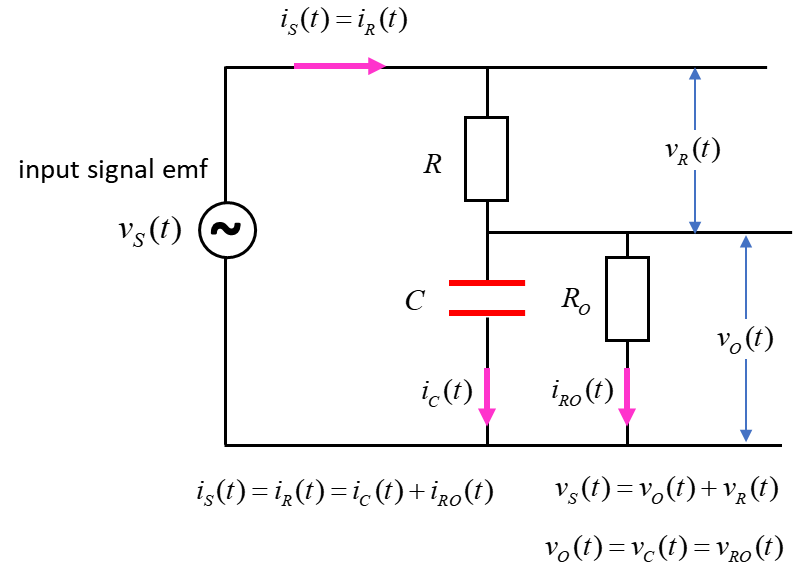 i_S(t) = i_R(t)
v_R(t)
R
input signal emf
v_S(t)
~
C
R_O
v_O(t)
i_C(t)
i_RO(t)
i_S(t) = i_R(t) = i_C(t) + i_RO(t)
v_S(t) = v_O(t) + v_R(t)
v_O(t) = v_C(t) = v_RO(t)